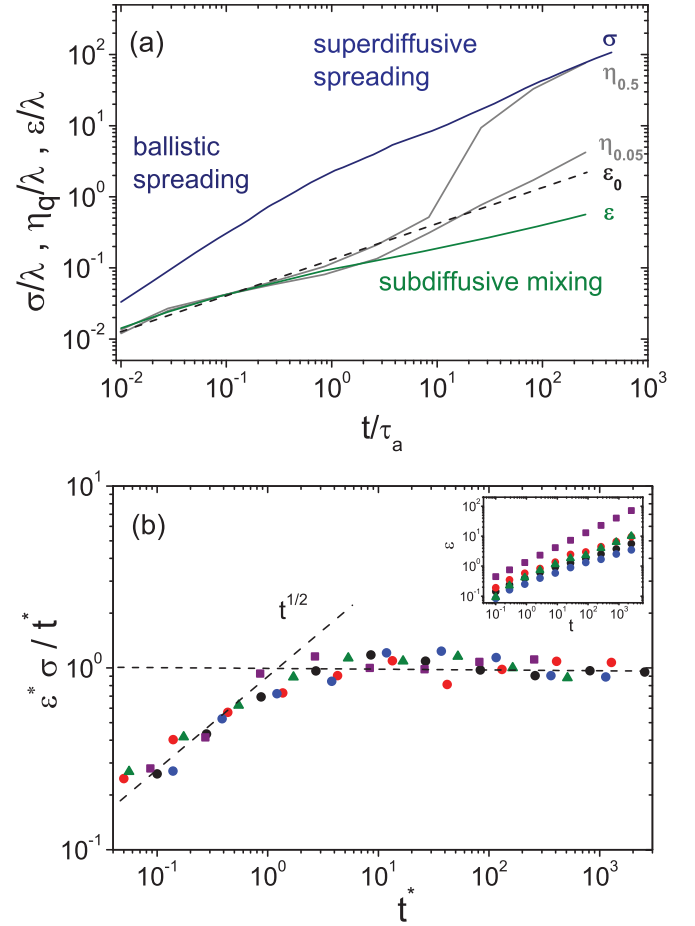 (a)
superdiffusive
spreading
ballistic
spreading
σ
η0.5
η0.05
ε0
ε
subdiffusive mixing
σ/λ , ηq/λ , ε/λ
10^2
10^1
10^0
10^-1
10^-2
10^-2 10^-1 10^0 10^1 10^2 10^3
t/τa
(b)
t^1/2
ε* σ / t*
10^1
10^0
10^-1
10^-1 10^0 10^1 10^2 10^3
t*
ε
10^2
10^1
10^0
10^-1
10^-1 10^0 10^1 10^2 10^3
t